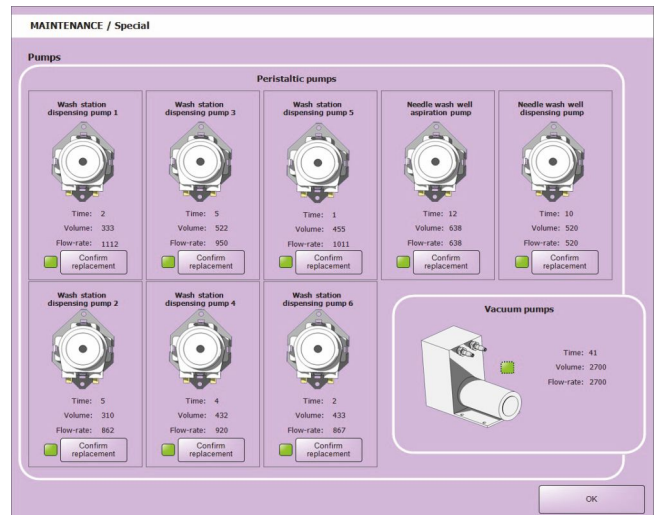 MAINTENANCE / Special
Pumps
Peristaltic pumps
Wash station
dispensing pump 1
Time: 2
Volume: 333
Flow-rate: 1112
Confirm
replacement
Wash station
dispensing pump 3
Time: 5
Volume: 522
Flow-rate: 950
Confirm
replacement
Wash station
dispensing pump 5
Time: 1
Volume: 455
Flow-rate: 1011
Confirm
replacement
Needle wash well
aspiration pump
Time: 12
Volume: 638
Flow-rate: 638
Confirm
replacement
Needle wash well
dispensing pump
Time: 10
Volume: 520
Flow-rate: 520
Confirm
replacement
Wash station
dispensing pump 2
Time: 5
Volume: 310
Flow-rate: 862
Confirm
replacement
Wash station
dispensing pump 4
Time: 4
Volume: 432
Flow-rate: 920
Confirm
replacement
Wash station
dispensing pump 6
Time: 2
Volume: 433
Flow-rate: 867
Confirm
replacement
Vacuum pumps
Time: 41
Volume: 2700
Flow-rate: 2700
OK